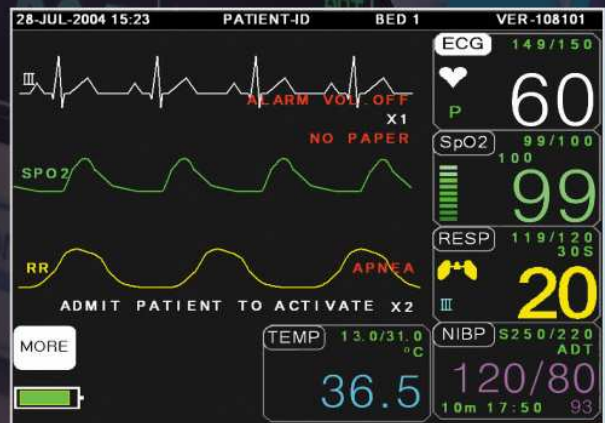 28-JUL-2004 15:23 PATIENT-ID BED 1 VER-108101
ECG 149/150
III
P 60
ALARM VOL.OFF
X1
NO PAPER
SpO2 99/100
100
99
SPO2
RESP 119/120
30S
III 20
RR APNEA
ADMIT PATIENT TO ACTIVATE X2
MORE
TEMP 13.0/31.0
°C
36.5
NIBP S250/220
ADT
120/80
10m 17:50 93